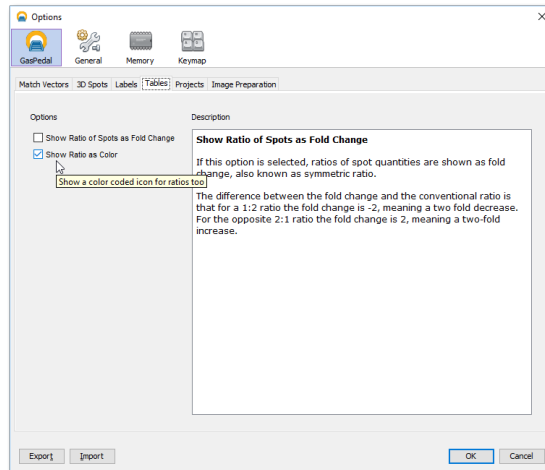 Options
GasPedal General Memory Keymap
Match Vectors 3D Spots Labels Tables Projects Image Preparation
Options
Description
Show Ratio of Spots as Fold Change
Show Ratio as Color
Show a color coded icon for ratios too
Show Ratio of Spots as Fold Change
If this option is selected, ratios of spot quantities are shown as fold
change, also known as symmetric ratio.
The difference between the fold change and the conventional ratio is
that for a 1:2 ratio the fold change is -2, meaning a two fold decrease.
For the opposite 2:1 ratio the fold change is 2, meaning a two-fold
increase.
Export Import OK Cancel